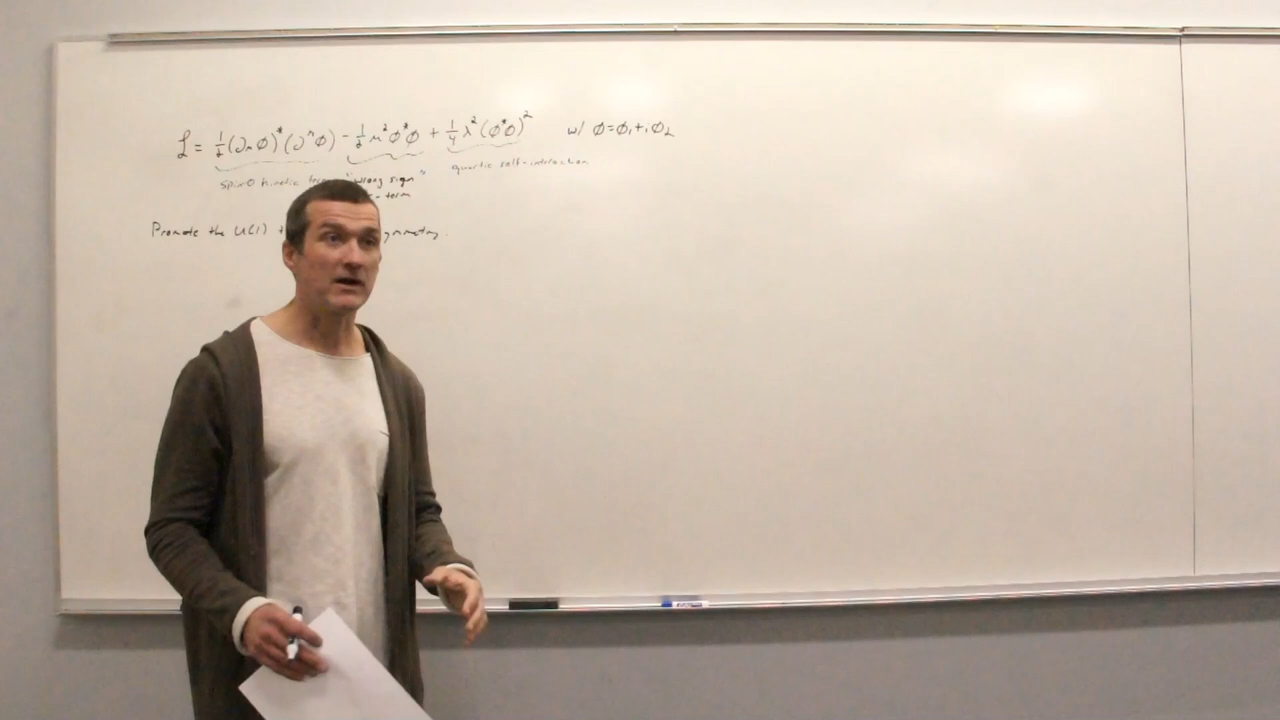 ℒ = ½(∂μϕ)*(∂^μϕ) - ½μ²ϕ*ϕ + ¼λ²(ϕ*ϕ)² w/ ϕ=ϕ₁+iϕ₂
spin-0 kinetic term "wrong sign" quartic self-interaction
-term
Promote the U(1)